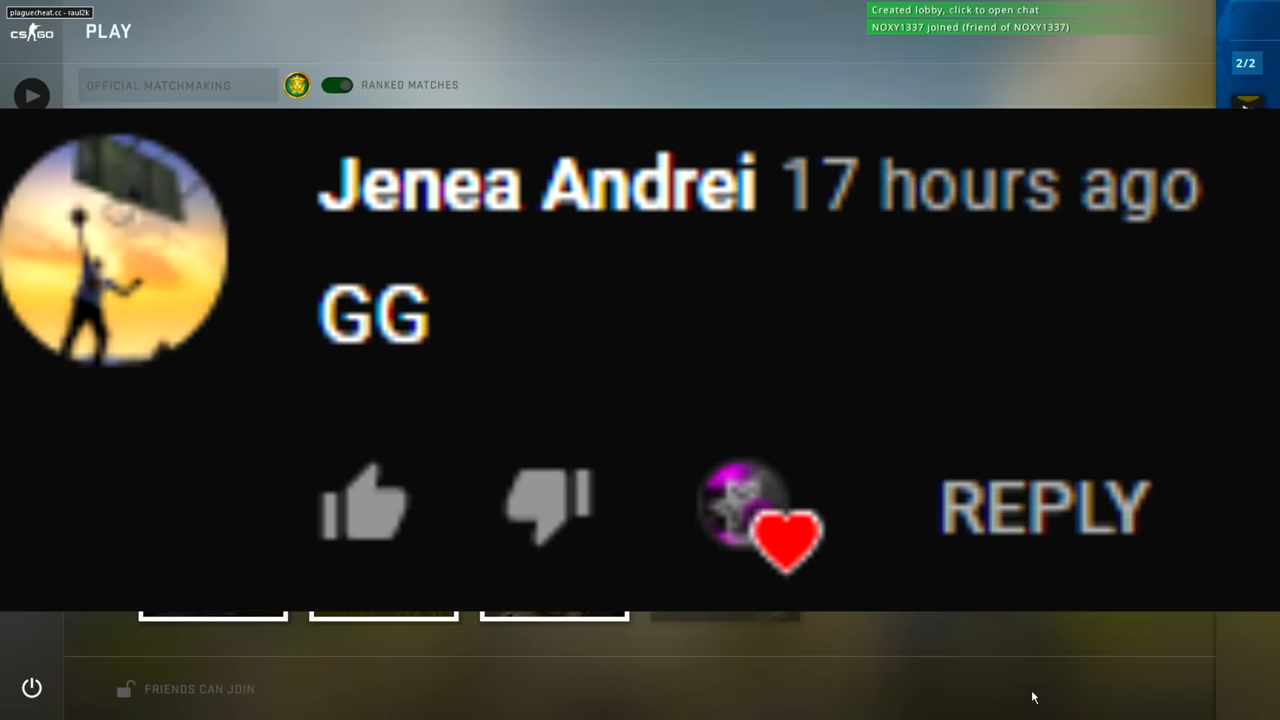 plaguecheat.cc - raul2k
CS GO
PLAY
Created lobby, click to open chat
NOXY1337 joined (friend of NOXY1337)
2/2
OFFICIAL MATCHMAKING
RANKED MATCHES
Jenea Andrei 17 hours ago
GG
REPLY
FRIENDS CAN JOIN